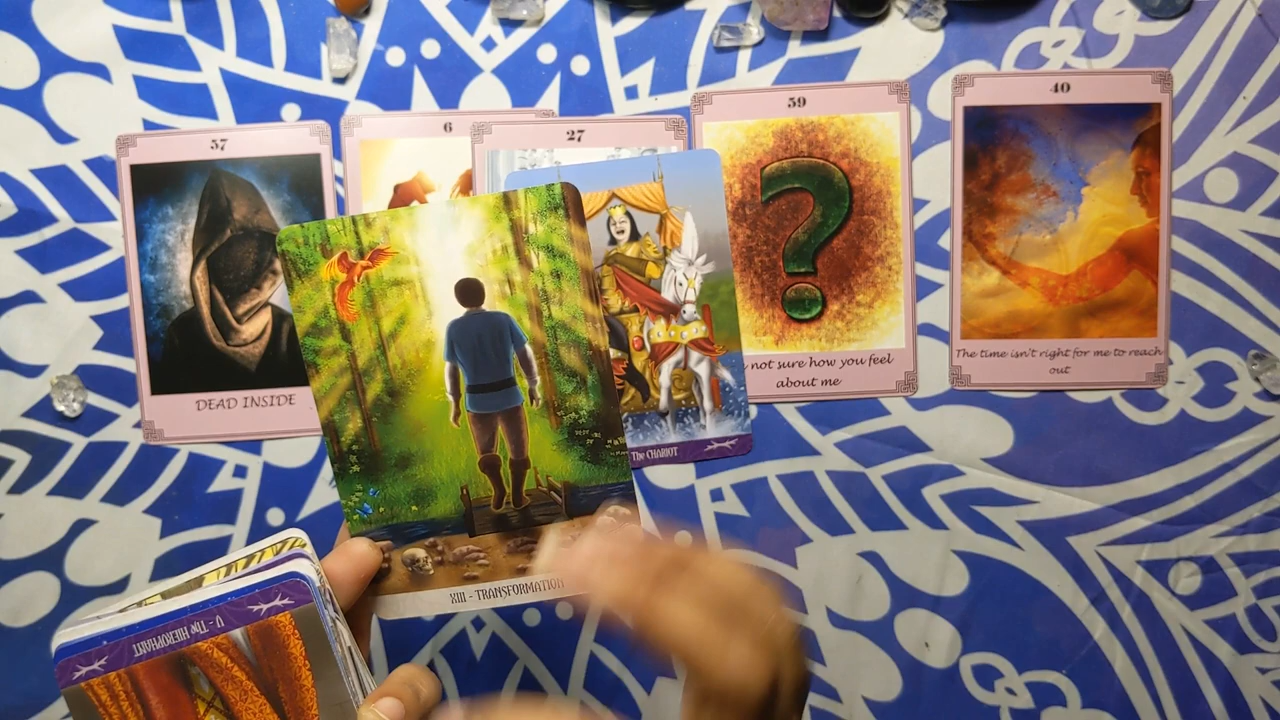 57
6
27
59
40
DEAD INSIDE
not sure how you feel
about me
The time isn't right for me to reach
out
The CHARIOT
XIII - TRANSFORMATION
V - The HIEROPHANT